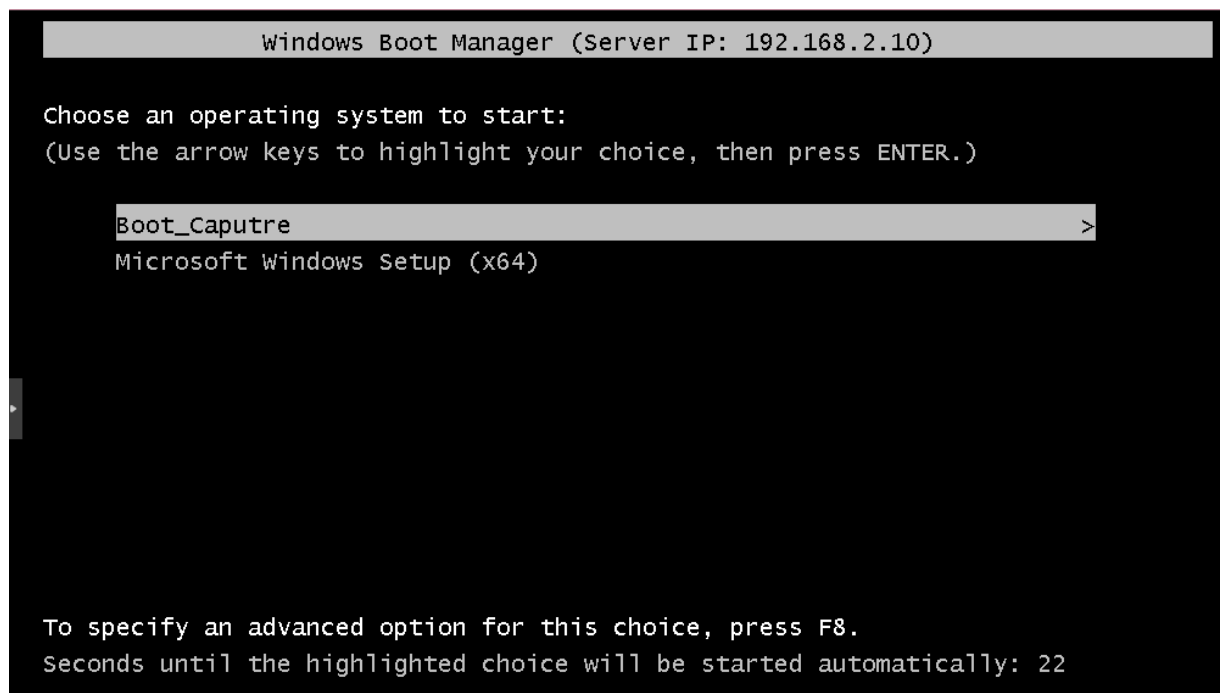 Windows Boot Manager (Server IP: 192.168.2.10)
Choose an operating system to start:
(Use the arrow keys to highlight your choice, then press ENTER.)
Boot_Caputre >
Microsoft Windows Setup (x64)
To specify an advanced option for this choice, press F8.
Seconds until the highlighted choice will be started automatically: 22